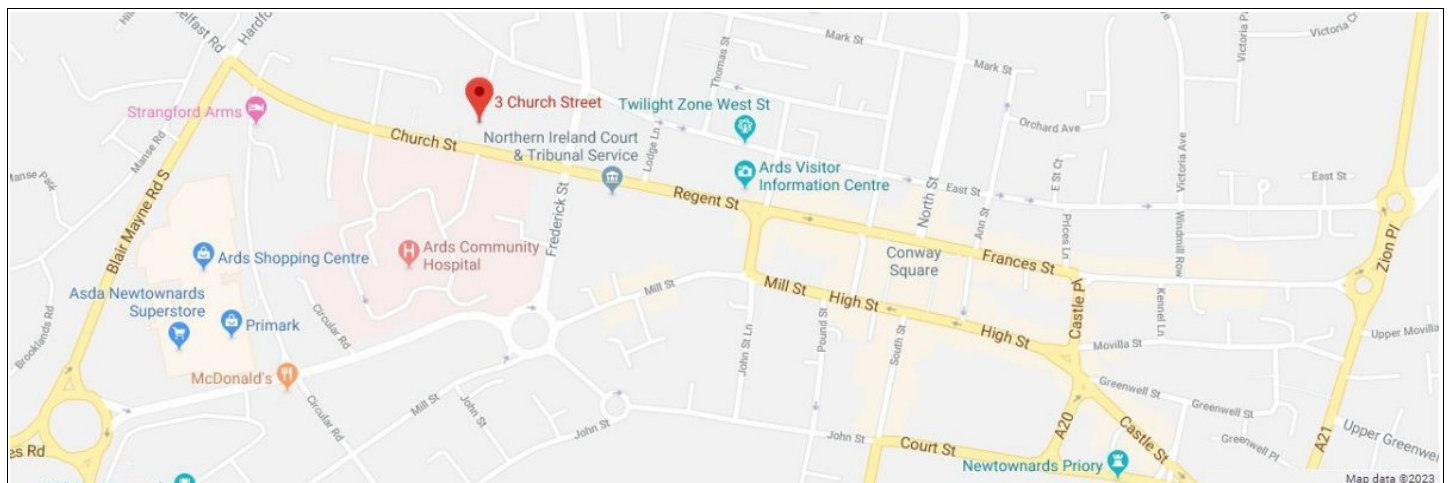 Belfast Rd
Mark St
Victoria Pl
Thomas St
Mark St
Strangford Arms
3 Church Street
Twilight Zone West St
Orchard Ave
Manse Rd
Church St
Northern Ireland Court
& Tribunal Service
Lodge Ln
Ards Visitor
Information Centre
Manse Park
Blair Mayne Rd S
Frederick St
Regent St
North St
East St
E St Ct
Victoria Ave
East St
Ann St
Prices Ln
Windmill Row
Zion Pl
Ards Shopping Centre
Ards Community
Hospital
Conway
Square
Frances St
Asda Newtownards
Superstore
Primark
Circular Rd
Mill St
Mill St
High St
Castle Pl
Kennel Ln
Brooklands Rd
John St Ln
Pound St
South St
High St
Movilla St
Upper Movilla
McDonald's
Circular Rd
Mill St
John St
John St
John St
Greenwell St
Greenwell St
Greenwell Pl
Upper Greenwel
A21
es Rd
Court St
A20
Castle St
Newtownards Priory
Map data ©2023